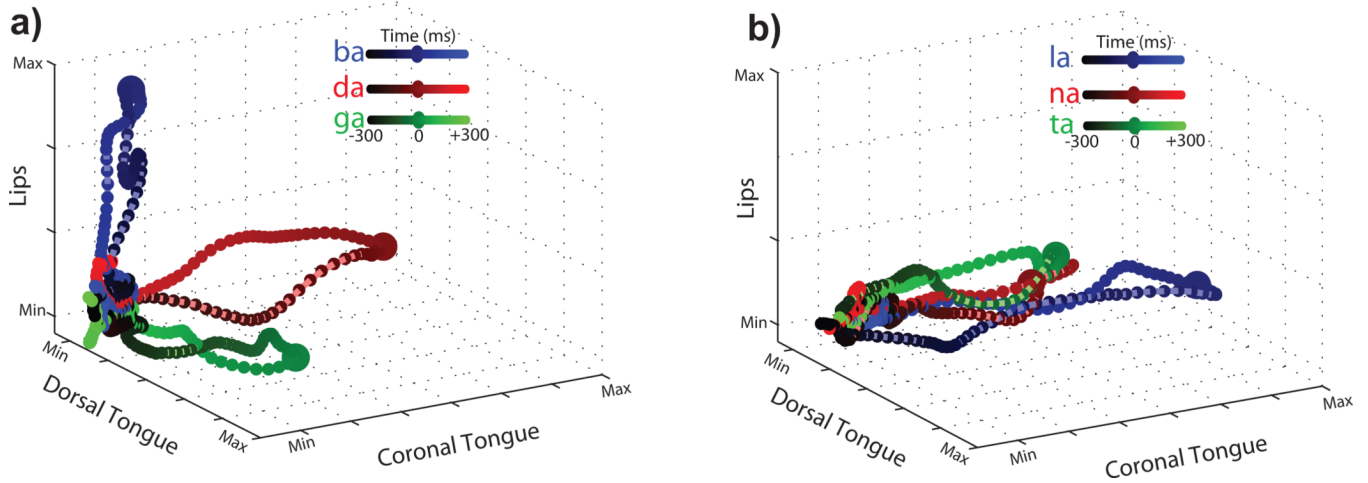 a)
Time (ms)
ba
da
ga
-300 0 +300
Max
Lips
Min
Min
Dorsal Tongue
Max
Min
Coronal Tongue
Max
b)
Time (ms)
la
na
ta
-300 0 +300
Max
Lips
Min
Min
Dorsal Tongue
Max
Min
Coronal Tongue
Max